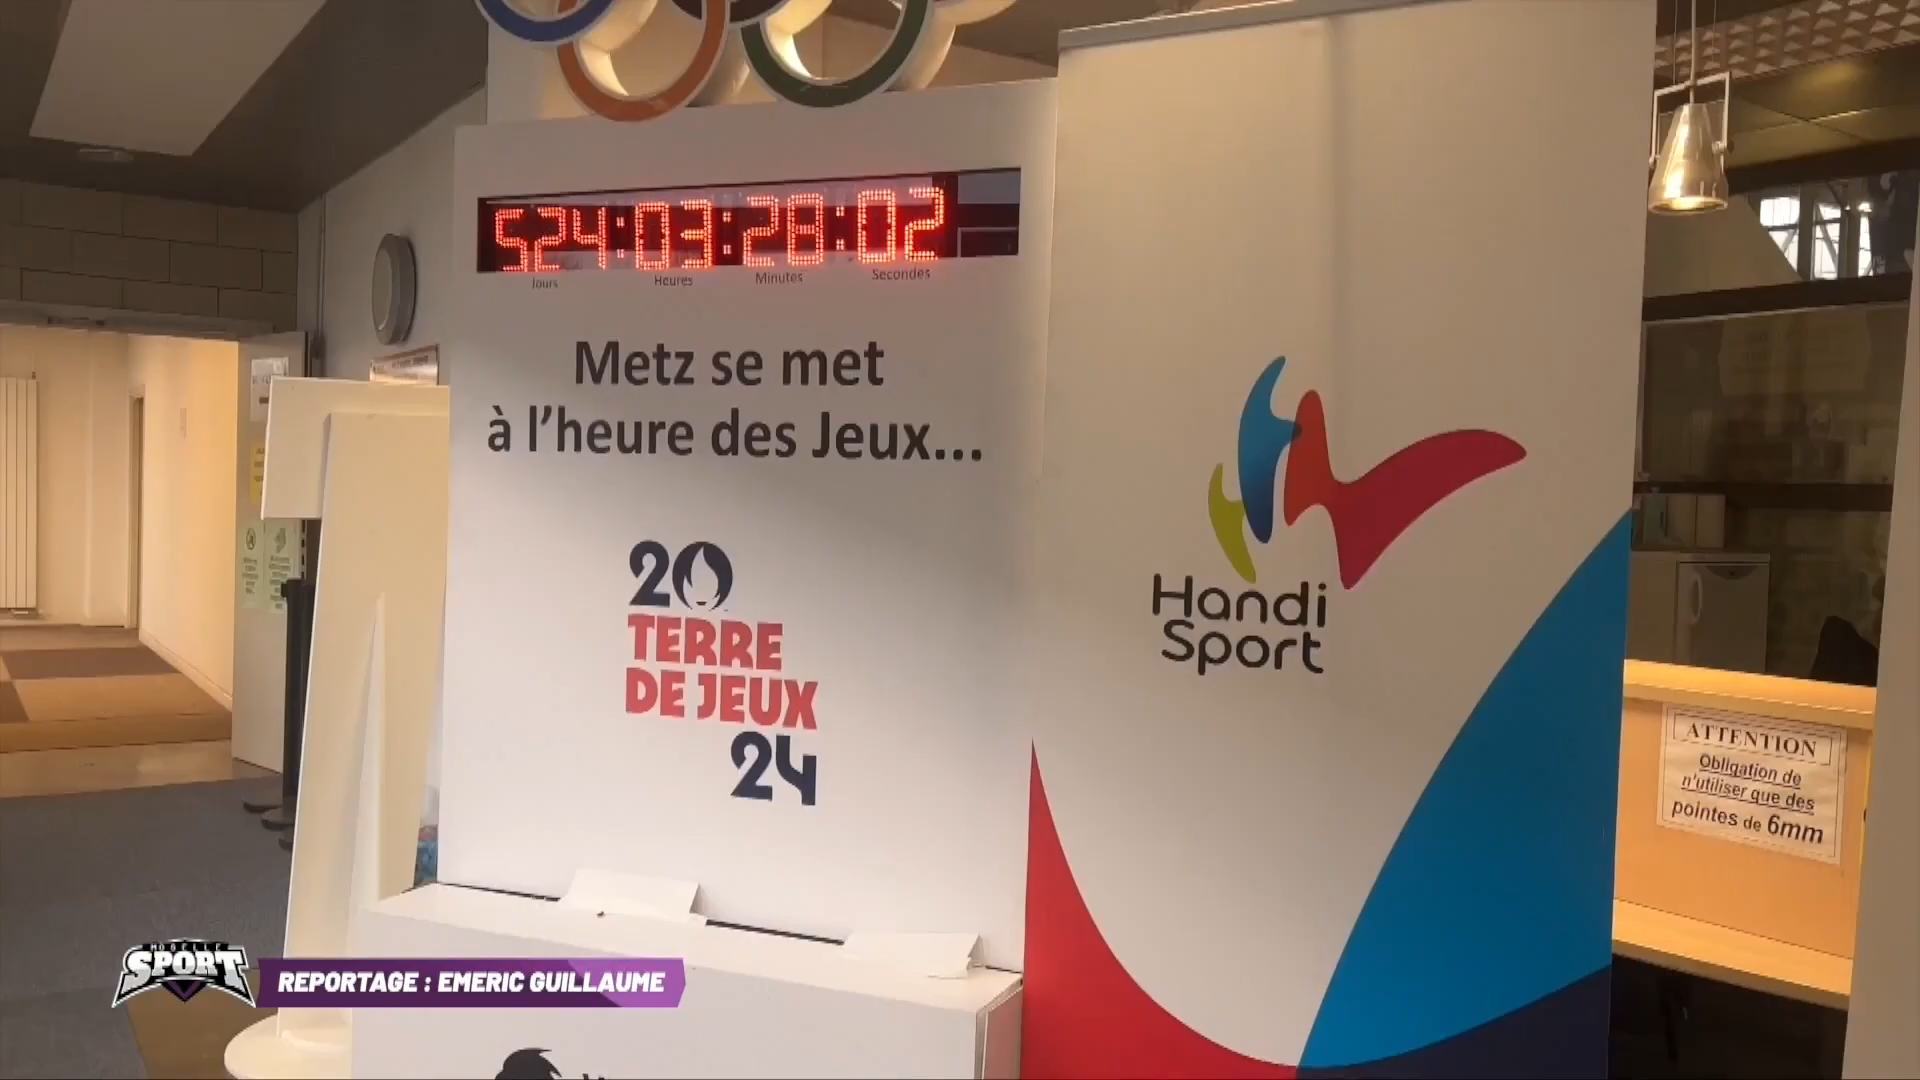 524:03:28:02
Jours Heures Minutes Secondes
Metz se met
à l'heure des Jeux...
20
TERRE
DE JEUX
24
Handi
Sport
ATTENTION
Obligation de
n'utiliser que des
pointes de 6mm
MOSELLE
SPORT
REPORTAGE : EMERIC GUILLAUME